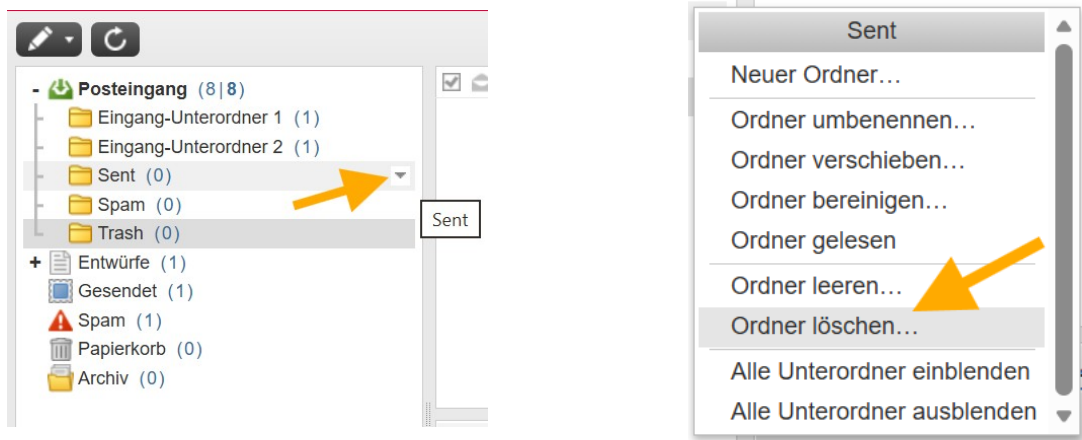 - Posteingang (8|8)
Eingang-Unterordner 1 (1)
Eingang-Unterordner 2 (1)
Sent (0)
Spam (0)
Sent
Trash (0)
+ Entwürfe (1)
Gesendet (1)
Spam (1)
Papierkorb (0)
Archiv (0)
Sent
Neuer Ordner…
Ordner umbenennen…
Ordner verschieben…
Ordner bereinigen…
Ordner gelesen
Ordner leeren…
Ordner löschen…
Alle Unterordner einblenden
Alle Unterordner ausblenden